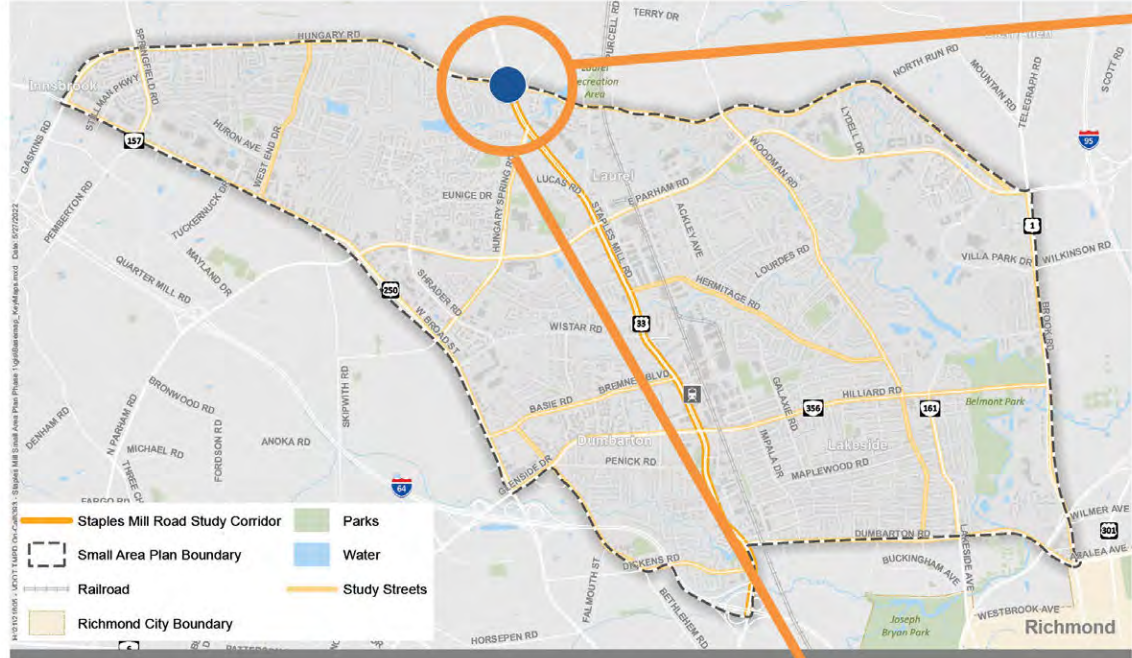 TERRY DR
HUNGARY RD
PURCELL RD
SPRINGFIELD RD
NORTH RUN RD
MOUNTAIN RD
TELEGRAPH RD
SCOTT RD
Laurel
Recreation
Area
Innsbrook
STILLMAN PKWY
GASKINS RD
157
HURON AVE
WEST END DR
LYDELL DR
WOODMAN RD
95
PEMBERTON RD
TUCKERNUCK DR
EUNICE DR
HUNGARY SPRING RD
LUCAS RD
Laurel
E PARHAM RD
STAPLES MILL RD
ACKLEY AVE
1
QUARTER MILL RD
MAYLAND DR
LOURDES RD
VILLA PARK DR
WILKINSON RD
250
SHRADER RD
W BROAD ST
HERMITAGE RD
WISTAR RD
33
BROOK RD
BREMNER BLVD
BASIE RD
SKIPWITH RD
BRONWOOD RD
DENHAM RD
N PARHAM RD
MICHAEL RD
FORDSON RD
ANOKA RD
GALAXIE RD
HILLIARD RD
356
161
Belmont Park
Dumbarton
IMPALA DR
Lakeside
PENICK RD
MAPLEWOOD RD
GLENSIDE DR
64
FARGO RD
WILMER AVE
301
DUMBARTON RD
LAKESIDE AVE
AZALEA AVE
BUCKINGHAM AVE
DICKENS RD
FALMOUTH ST
BETHLEHEM RD
WESTBROOK AVE
HORSEPEN RD
Joseph
Bryan Park
Richmond
Staples Mill Road Study Corridor
Parks
Small Area Plan Boundary
Water
Railroad
Study Streets
Richmond City Boundary
6